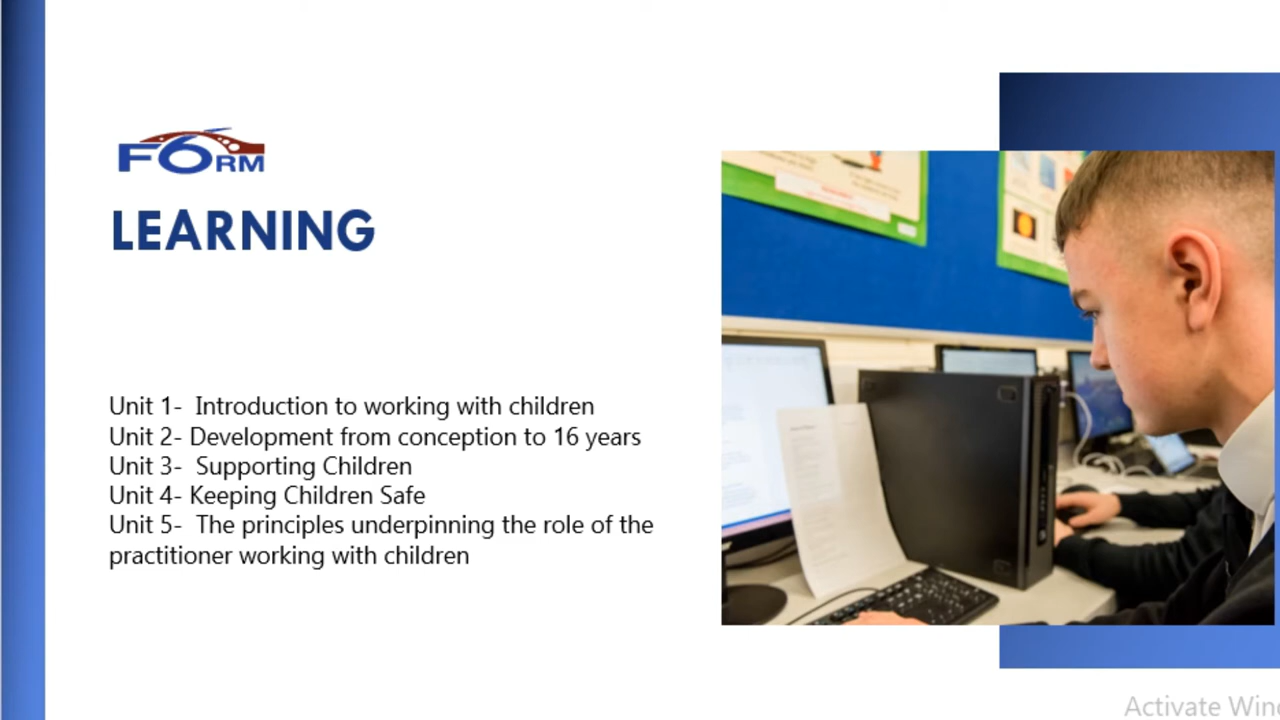 F6RM
LEARNING
Unit 1- Introduction to working with children
Unit 2- Development from conception to 16 years
Unit 3- Supporting Children
Unit 4- Keeping Children Safe
Unit 5- The principles underpinning the role of the
practitioner working with children
Activate Win